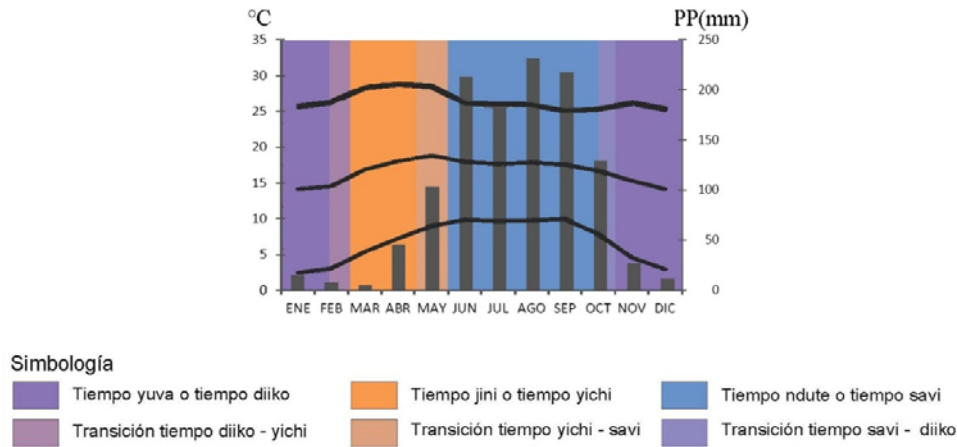 °C
PP(mm)
35
30
25
20
15
10
5
0
250
200
150
100
50
0
ENE FEB MAR ABR MAY JUN JUL AGO SEP OCT NOV DIC
Simbología
Tiempo yuva o tiempo diiko
Tiempo jini o tiempo yichi
Tiempo ndute o tiempo savi
Transición tiempo diiko - yichi
Transición tiempo yichi - savi
Transición tiempo savi - diiko